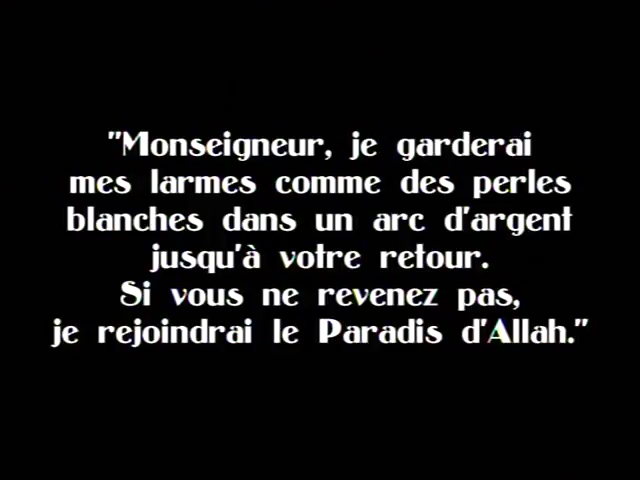 "Monseigneur, je garderai
mes larmes comme des perles
blanches dans un arc d'argent
jusqu'à votre retour.
Si vous ne revenez pas,
je rejoindrai le Paradis d'Allah."